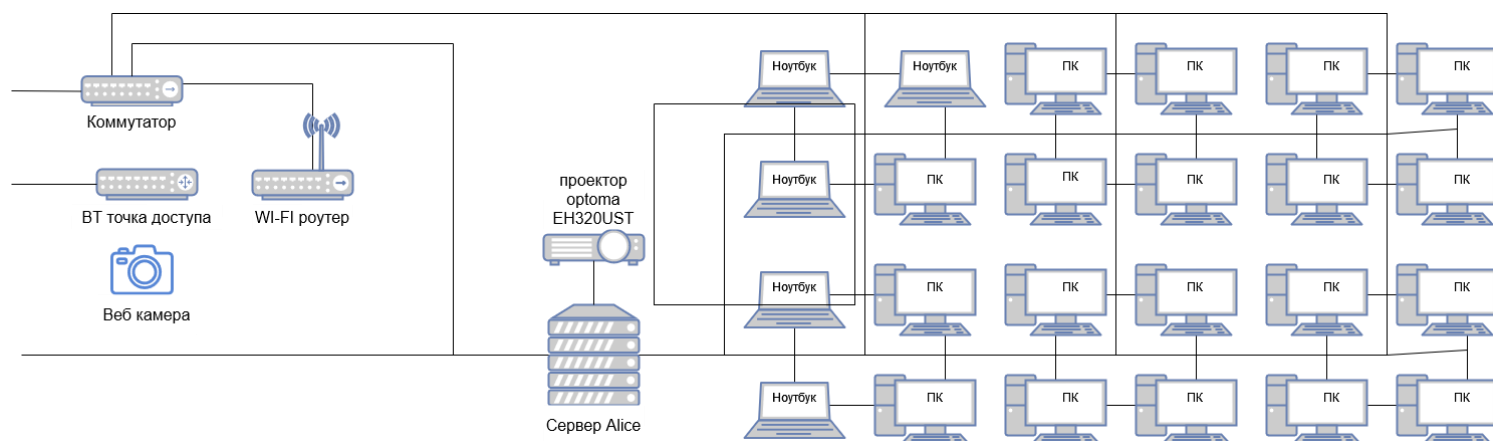 Ноутбук
Ноутбук
ПК
ПК
ПК
ПК
Коммутатор
Ноутбук
ПК
ПК
ПК
ПК
ПК
проектор
optoma
EH320UST
BT точка доступа
WI-FI роутер
Ноутбук
ПК
ПК
ПК
ПК
ПК
Веб камера
Ноутбук
ПК
ПК
ПК
ПК
ПК
Сервер Alice